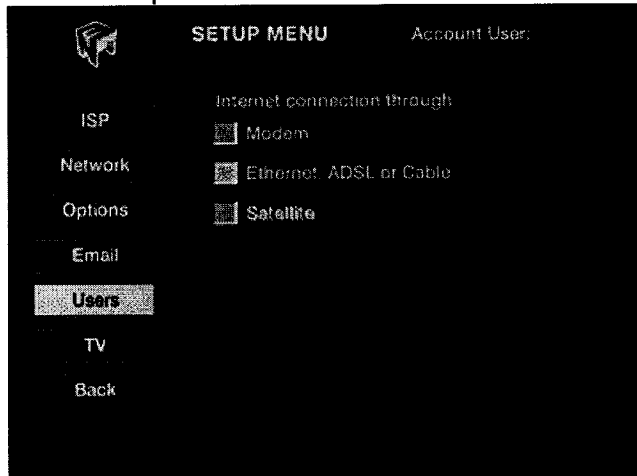 SETUP MENU
Account User:
ISP
Network
Options
Email
Users
TV
Back
Internet connection through
Modem
Ethernet, ADSL or Cable
Satellite